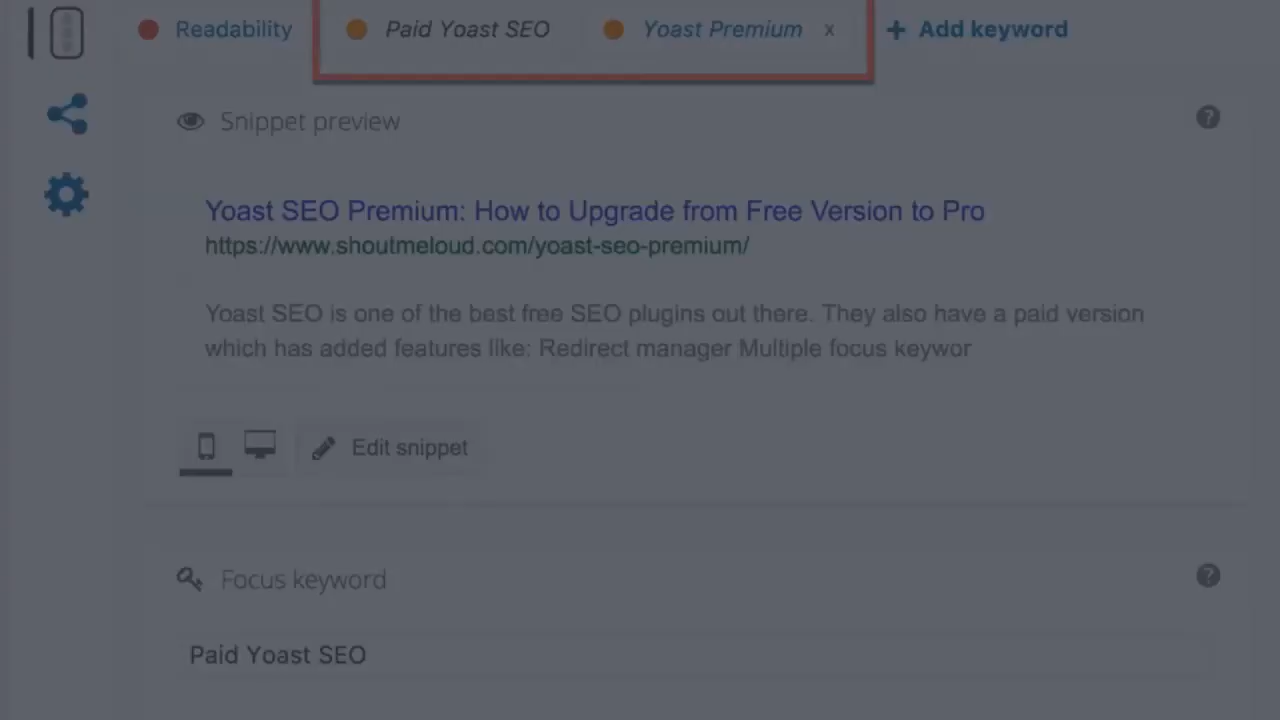 Readability Paid Yoast SEO Yoast Premium x + Add keyword
Snippet preview ?
Yoast SEO Premium: How to Upgrade from Free Version to Pro
https://www.shoutmeloud.com/yoast-seo-premium/
Yoast SEO is one of the best free SEO plugins out there. They also have a paid version
which has added features like: Redirect manager Multiple focus keywor
Edit snippet
Focus keyword ?
Paid Yoast SEO